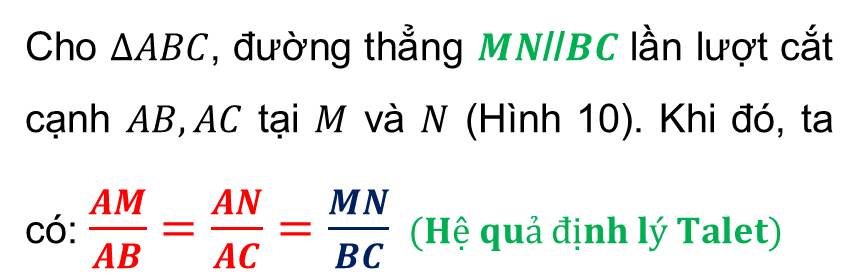 Cho ΔABC, đường thẳng MN//BC lần lượt cắt
cạnh AB, AC tại M và N (Hình 10). Khi đó, ta
có: AM/AB = AN/AC = MN/BC (Hệ quả định lý Talet)